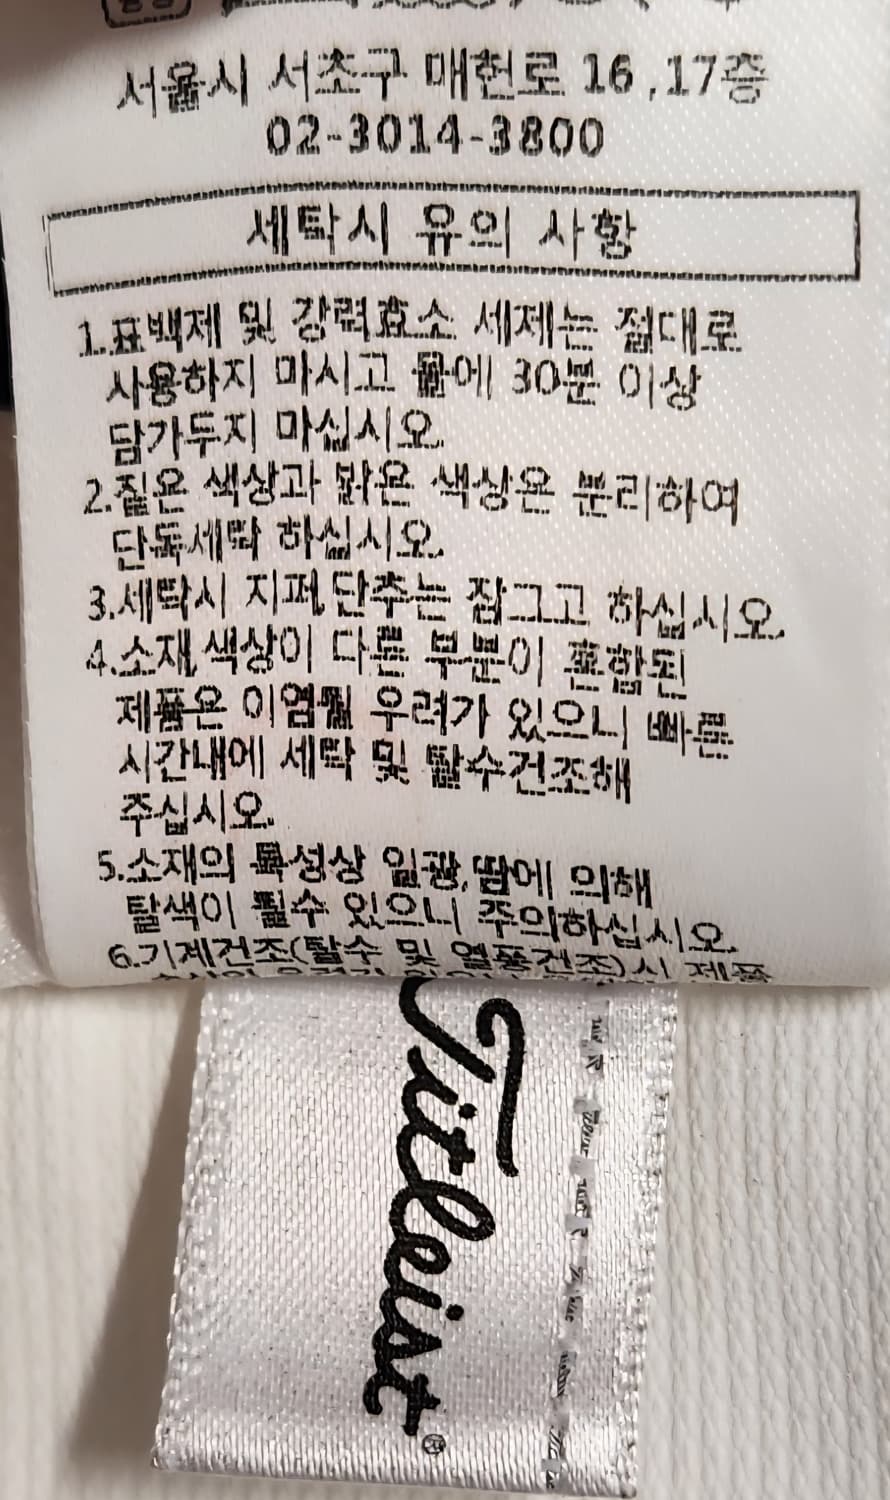 서울시 서초구 매헌로 16,17층
02-3014-3800
세탁시 유의 사항
1.표백제 및 강력효소 세제는 절대로
사용하지 마시고 물에 30분 이상
담가두지 마십시오.
2.짙은 색상과 밝은 색상은 분리하여
단독세탁 하십시오.
3.세탁시 지퍼,단추는 잠그고 하십시오.
4.소재,색상이 다른 부분이 혼합된
제품은 이염될 우려가 있으니 빠른
시간내에 세탁 및 탈수건조해
주십시오.
5.소재의 특성상 일광,땀에 의해
탈색이 될수 있으니 주의하십시오.
6.기계건조(탈수 및 열풍건조)시 제품
Titleist®